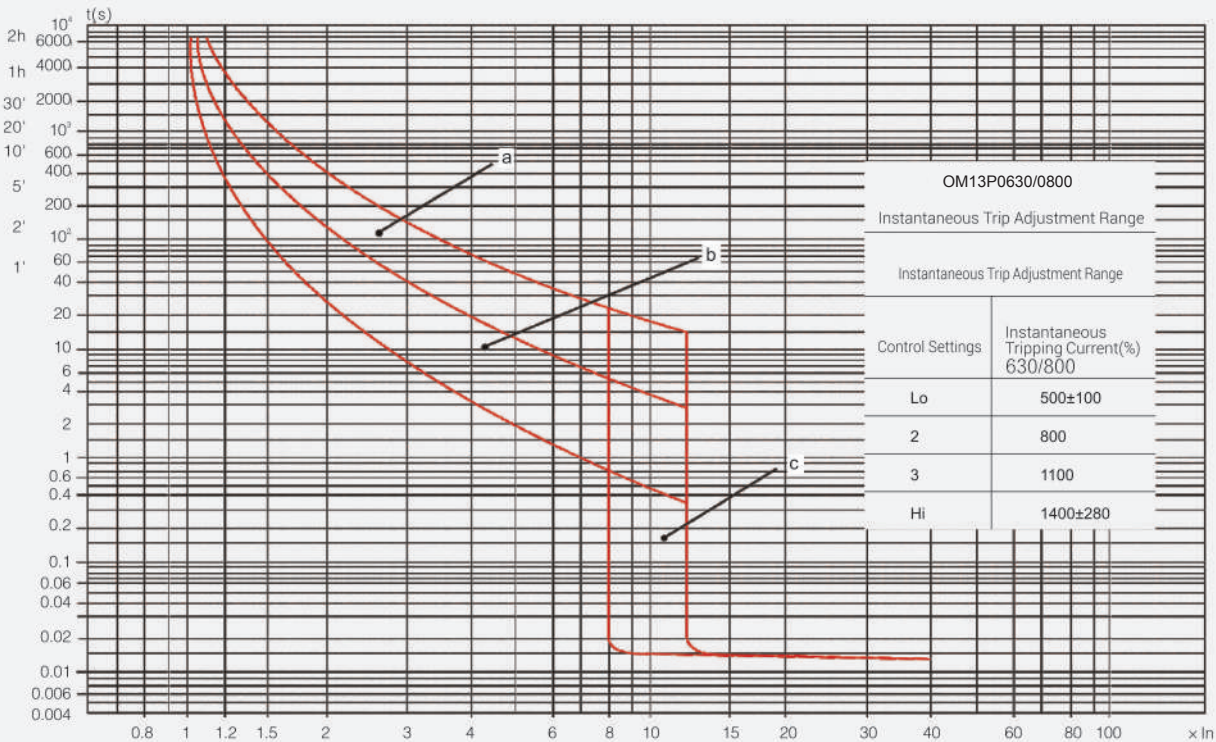 t(s)
10⁴
2h
6000
1h
4000
30'
2000
20'
10³
10'
600
400
5'
200
2'
10²
1'
60
40
20
10
6
4
2
1
0.6
0.4
0.2
0.1
0.06
0.04
0.02
0.01
0.006
0.004
a
b
c
OM13P0630/0800
Instantaneous Trip Adjustment Range
Instantaneous Trip Adjustment Range
Control Settings
Instantaneous
Tripping Current(%)
630/800
Lo 500±100
2 800
3 1100
Hi 1400±280
0.8 1 1.2 1.5 2 3 4 6 8 10 15 20 30 40 60 80 100 ×In